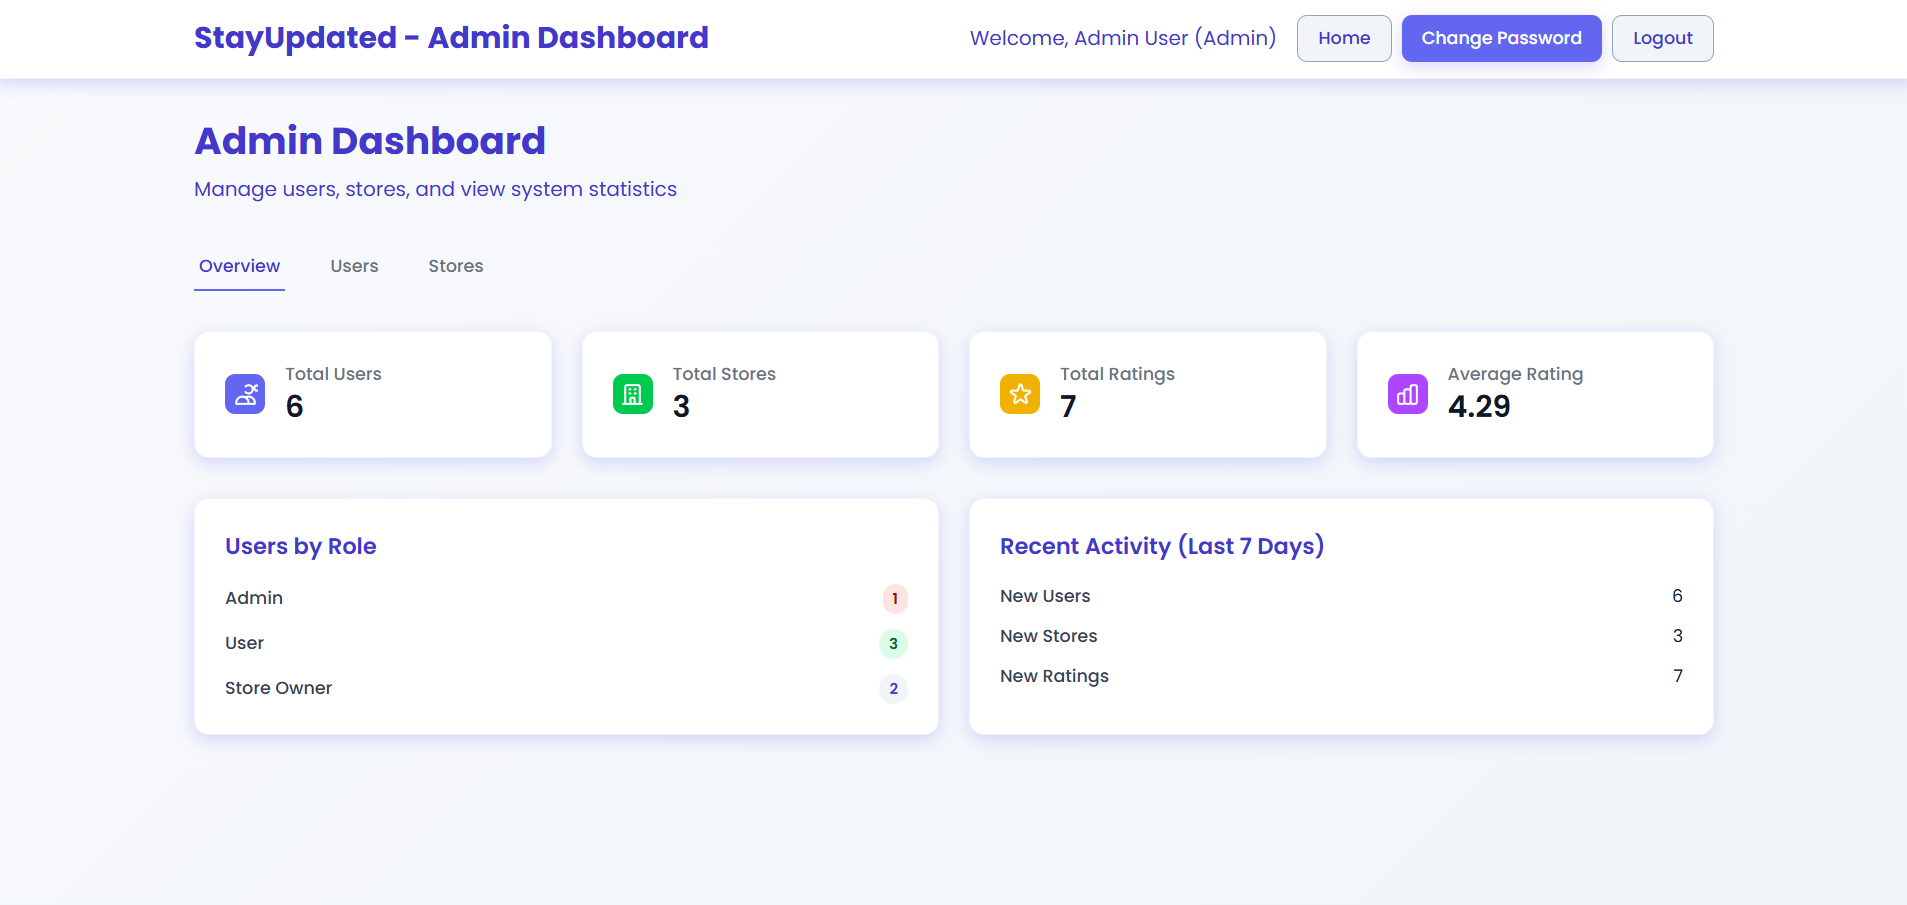 StayUpdated - Admin Dashboard
Welcome, Admin User (Admin)
Home
Change Password
Logout
Admin Dashboard
Manage users, stores, and view system statistics
Overview
Users
Stores
Total Users
6
Total Stores
3
Total Ratings
7
Average Rating
4.29
Users by Role
Admin 1
User 3
Store Owner 2
Recent Activity (Last 7 Days)
New Users 6
New Stores 3
New Ratings 7